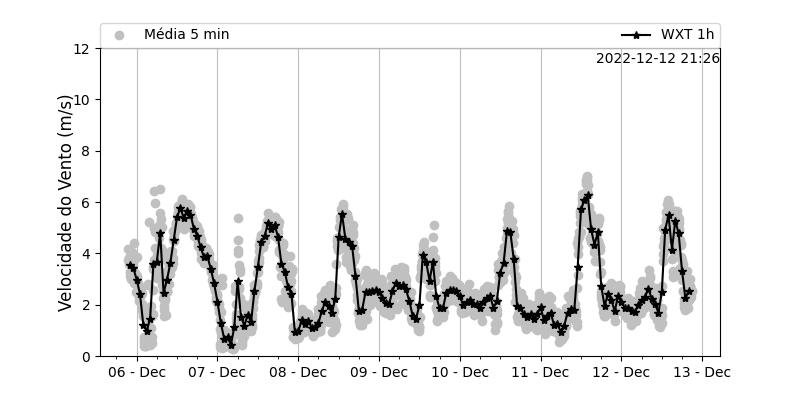 Média 5 min
WXT 1h
2022-12-12 21:26
Velocidade do Vento (m/s)
12
10
8
6
4
2
0
06 - Dec
07 - Dec
08 - Dec
09 - Dec
10 - Dec
11 - Dec
12 - Dec
13 - Dec